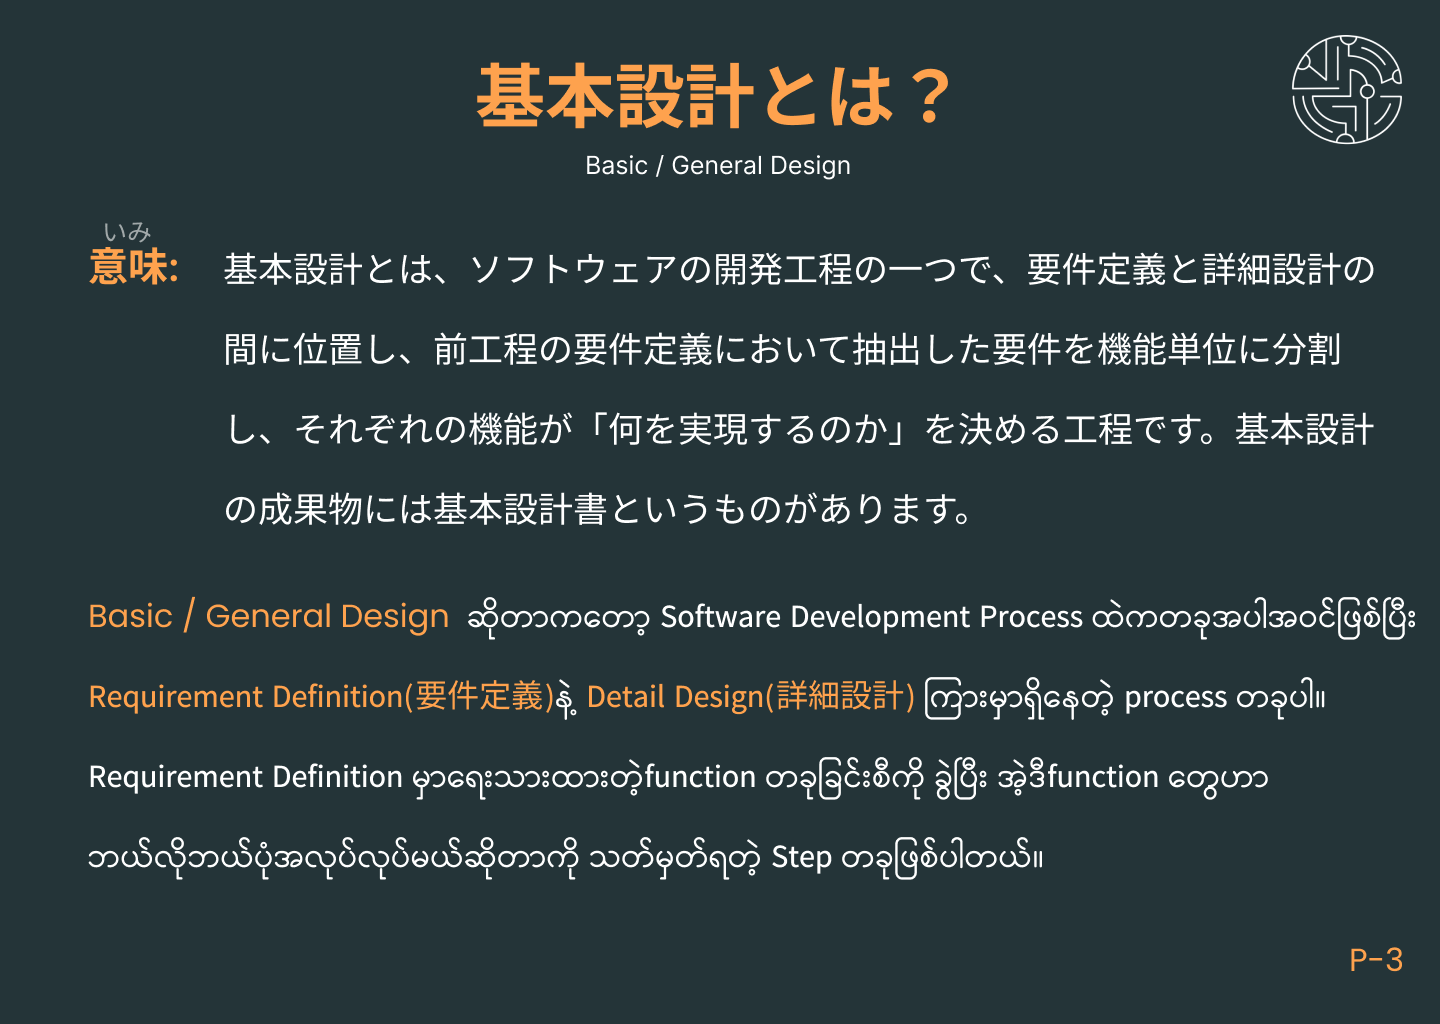 基本設計とは？
Basic / General Design
いみ
意味:
基本設計とは、ソフトウェアの開発工程の一つで、要件定義と詳細設計の
間に位置し、前工程の要件定義において抽出した要件を機能単位に分割
し、それぞれの機能が「何を実現するのか」を決める工程です。基本設計
の成果物には基本設計書というものがあります。
Basic / General Design ဆိုတာကတော့ Software Development Process ထဲကတခုအပါအဝင်ဖြစ်ပြီး
Requirement Definition(要件定義)နဲ့ Detail Design(詳細設計) ကြားမှာရှိနေတဲ့ process တခုပါ။
Requirement Definition မှာရေးသားထားတဲ့function တခုခြင်းစီကို ခွဲပြီး အဲ့ဒီfunction တွေဟာ
ဘယ်လိုဘယ်ပုံအလုပ်လုပ်မယ်ဆိုတာကို သတ်မှတ်ရတဲ့ Step တခုဖြစ်ပါတယ်။
P-3